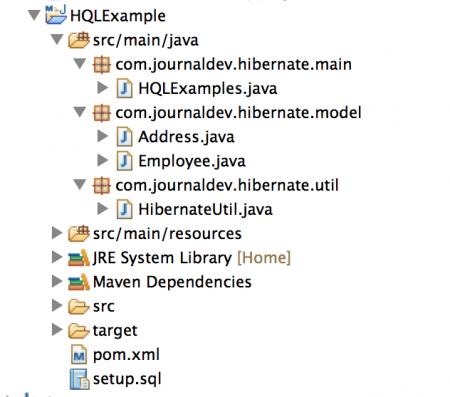 HQLExample
src/main/java
com.journaldev.hibernate.main
HQLExamples.java
com.journaldev.hibernate.model
Address.java
Employee.java
com.journaldev.hibernate.util
HibernateUtil.java
src/main/resources
JRE System Library [Home]
Maven Dependencies
src
target
pom.xml
setup.sql